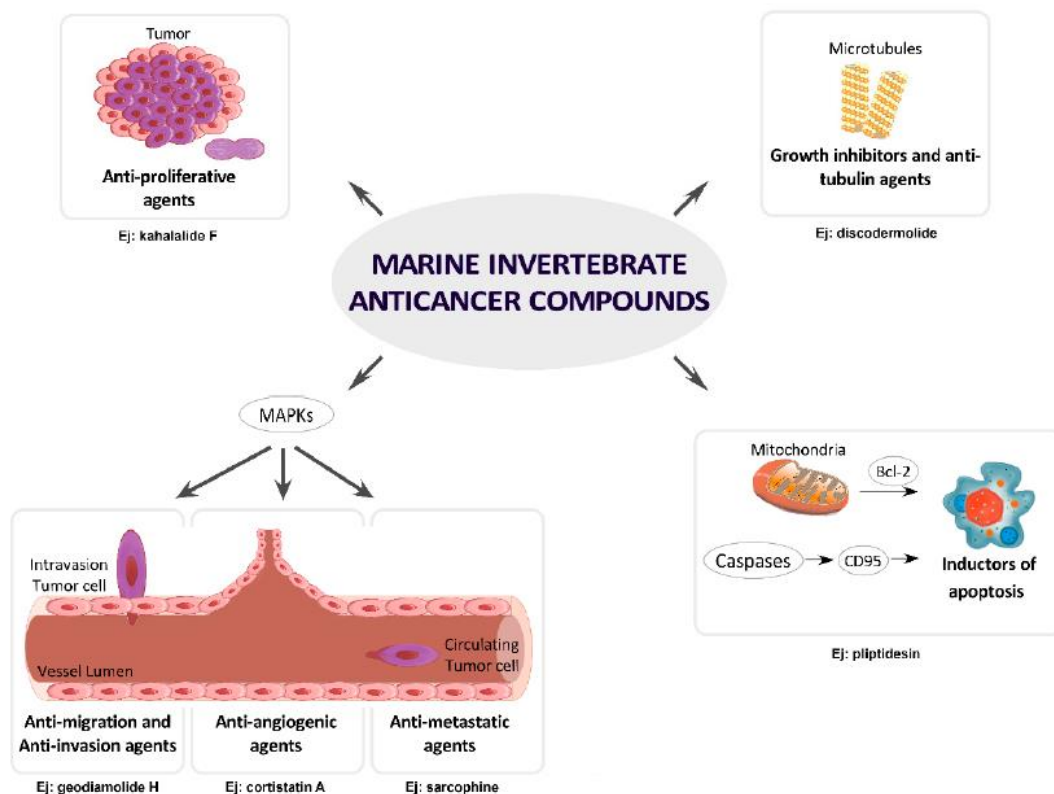 Tumor
Anti-proliferative
agents
Ej: kahalalide F
Microtubules
Growth inhibitors and anti-
tubulin agents
Ej: discodermolide
MARINE INVERTEBRATE
ANTICANCER COMPOUNDS
MAPKs
Intravasion
Tumor cell
Vessel Lumen
Circulating
Tumor cell
Anti-migration and
Anti-invasion agents
Ej: geodiamolide H
Anti-angiogenic
agents
Ej: cortistatin A
Anti-metastatic
agents
Ej: sarcophine
Mitochondria
Bcl-2
Caspases
CD95
Inductors of
apoptosis
Ej: pliptidesin